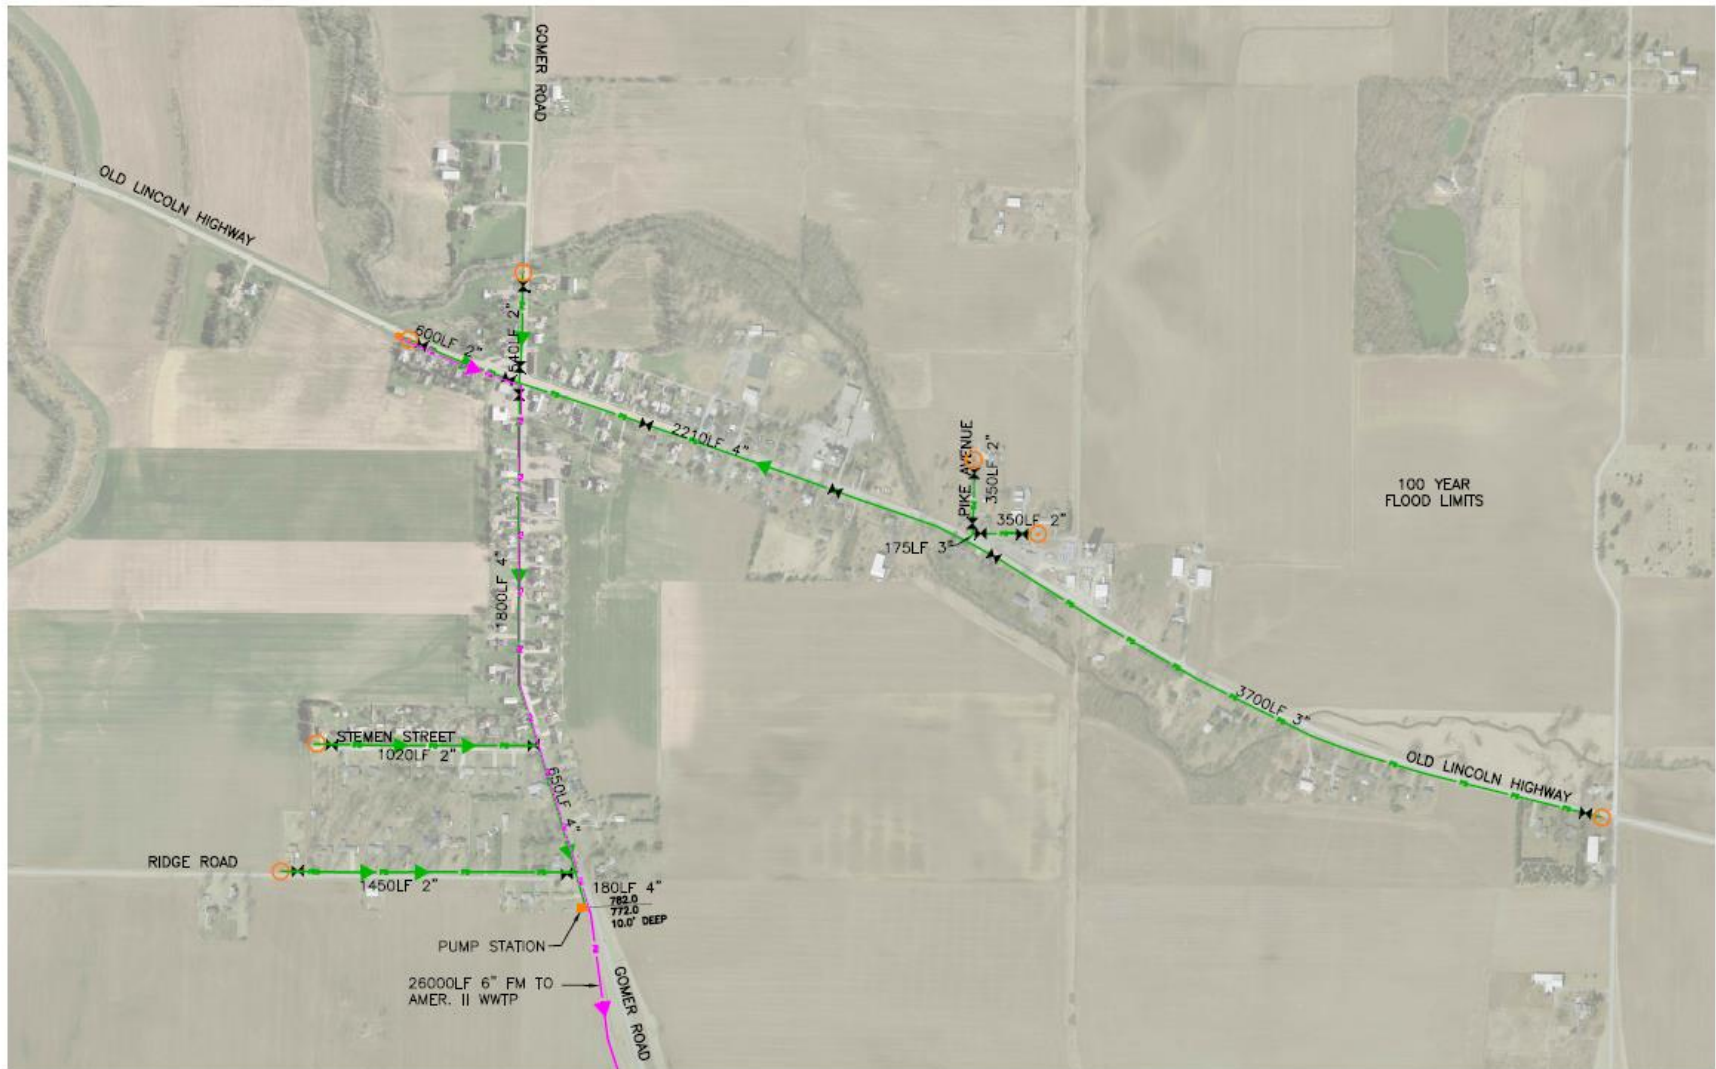 GOMER ROAD
OLD LINCOLN HIGHWAY
600LF 2"
540LF 2"
2210LF 4"
PIKE AVENUE
350LF 2"
350LF 2"
175LF 3"
100 YEAR
FLOOD LIMITS
1800LF 4"
3700LF 3"
OLD LINCOLN HIGHWAY
STEMEN STREET
1020LF 2"
650LF 4"
RIDGE ROAD
1450LF 2"
180LF 4"
782.0
772.0
10.0' DEEP
PUMP STATION
26000LF 6" FM TO
AMER. II WWTP
GOMER ROAD